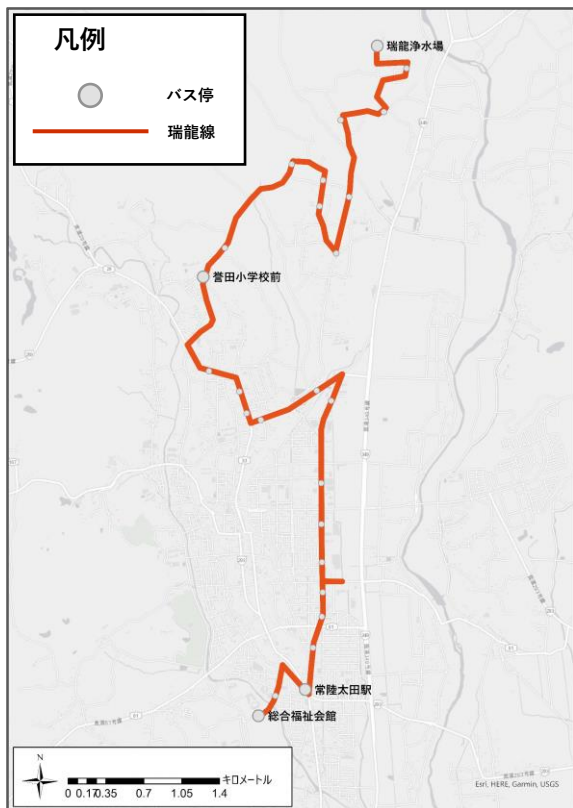 凡例
バス停
瑞龍線
瑞龍浄水場
誉田小学校前
常陸太田駅
総合福祉会館
N
キロメートル
0 0.170.35 0.7 1.05 1.4
Esri, HERE, Garmin, USGS